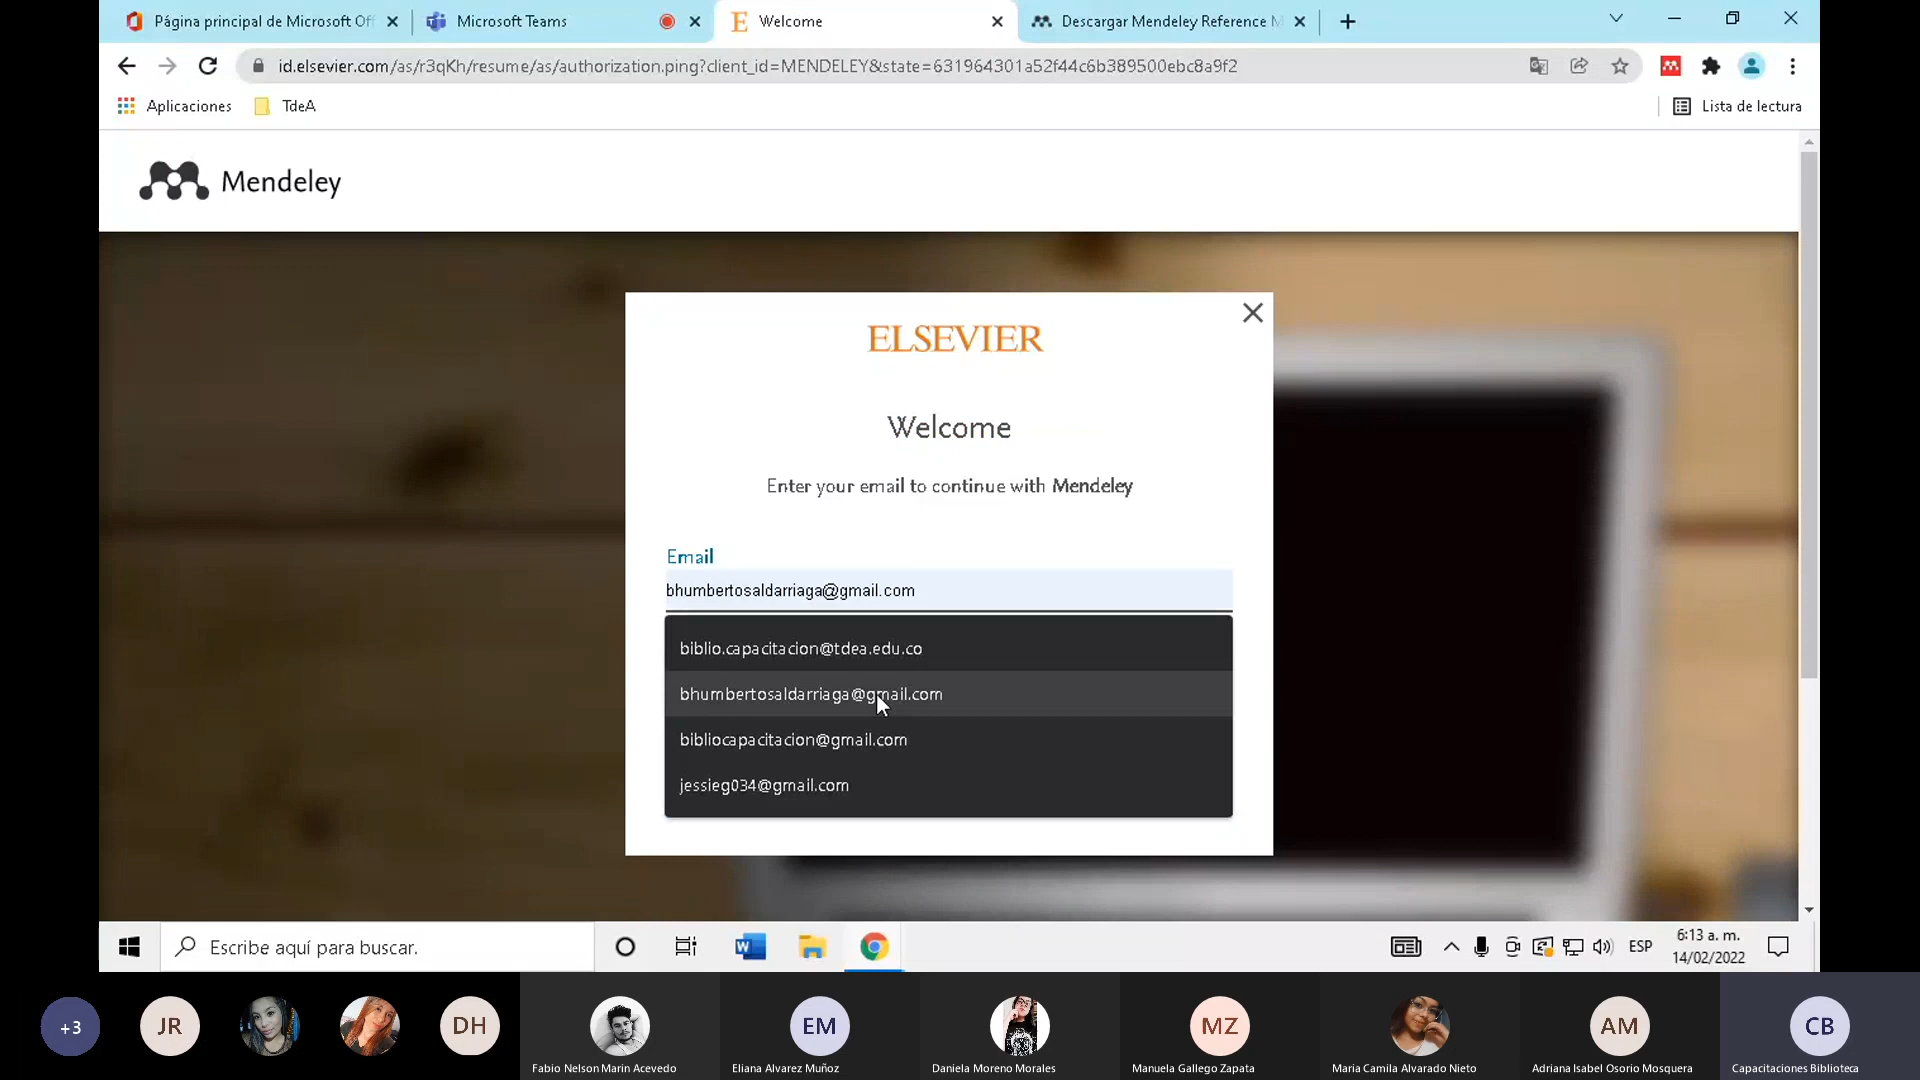 Página principal de Microsoft Off
Microsoft Teams
Welcome
Descargar Mendeley Reference M
id.elsevier.com/as/r3qKh/resume/as/authorization.ping?client_id=MENDELEY&state=631964301a52f44c6b389500ebc8a9f2
Aplicaciones
TdeA
Lista de lectura
Mendeley
ELSEVIER
Welcome
Enter your email to continue with Mendeley
Email
bhumbertosaldarriaga@gmail.com
biblio.capacitacion@tdea.edu.co
bhumbertosaldarriaga@gmail.com
bibliocapacitacion@gmail.com
jessieg034@gmail.com
Escribe aquí para buscar.
ESP
6:13 a. m.
14/02/2022
+3
JR
DH
EM
MZ
AM
CB
Fabio Nelson Marin Acevedo
Eliana Alvarez Muñoz
Daniela Moreno Morales
Manuela Gallego Zapata
Maria Camila Alvarado Nieto
Adriana Isabel Osorio Mosquera
Capacitaciones Biblioteca